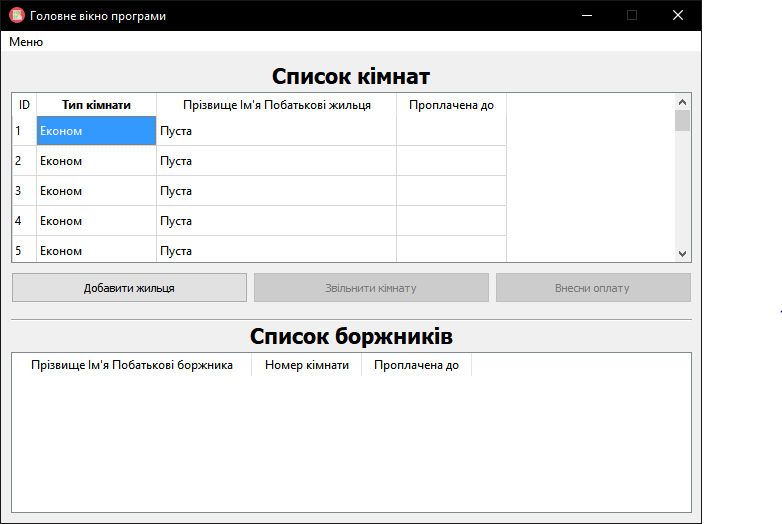 Головне вікно програми
Меню
Список кімнат
ID Тип кімнати Прізвище Ім'я Побатькові жильця Проплачена до
1 Економ Пуста
2 Економ Пуста
3 Економ Пуста
4 Економ Пуста
5 Економ Пуста
Добавити жильця Звільнити кімнату Внесни оплату
Список боржників
Прізвище Ім'я Побатькові боржника Номер кімнати Проплачена до